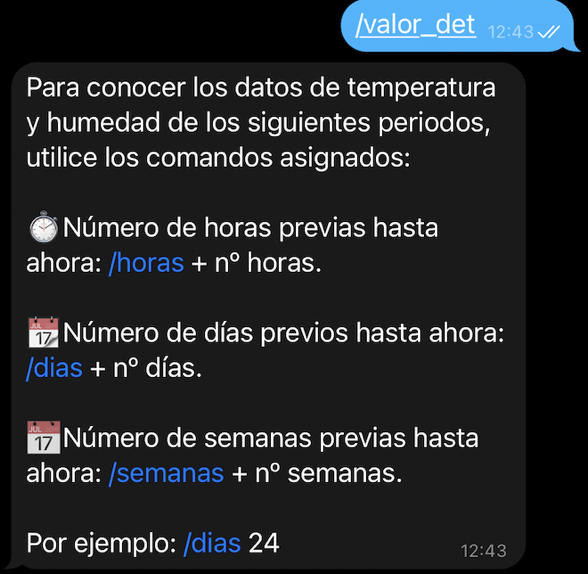 /valor_det 12:43
Para conocer los datos de temperatura
y humedad de los siguientes periodos,
utilice los comandos asignados:
Número de horas previas hasta
ahora: /horas + nº horas.
JUL
17
Número de días previos hasta ahora:
/dias + nº días.
JUL
17
Número de semanas previas hasta
ahora: /semanas + nº semanas.
Por ejemplo: /dias 24
12:43